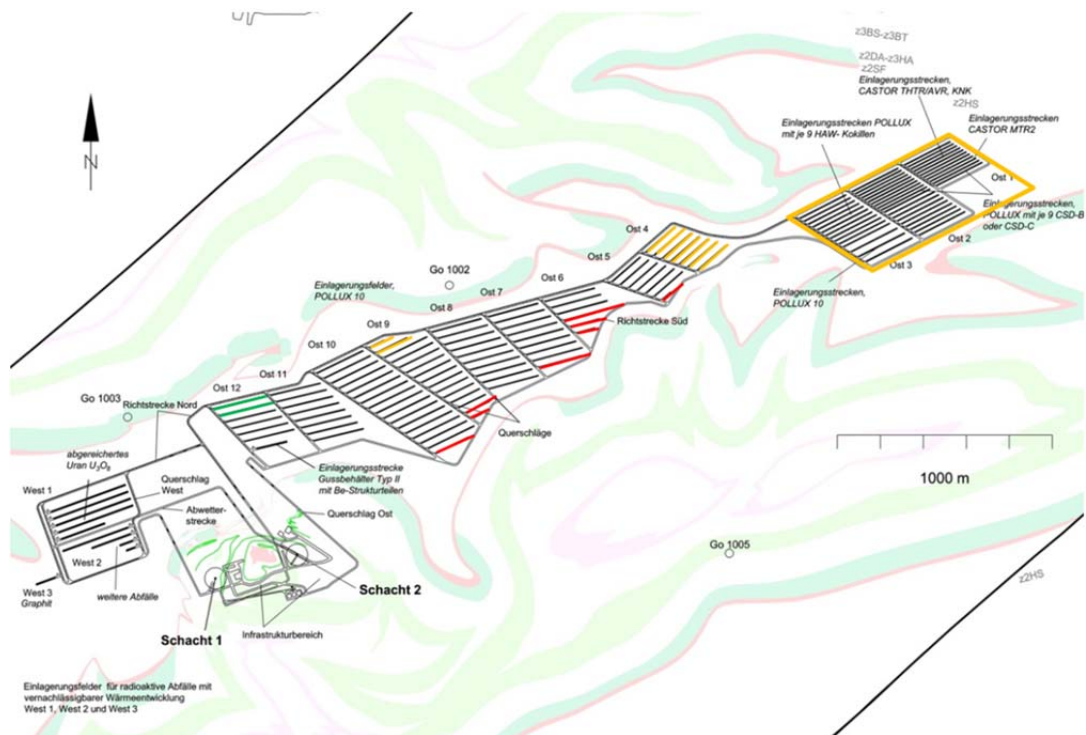 z3BS-z3BT
z2DA-z3HA
z2SF
Einlagerungsstrecken,
CASTOR THTR/AVR, KNK
z2HS
Einlagerungsstrecken POLLUX
mit je 9 HAW- Kokillen
Einlagerungsstrecken
CASTOR MTR2
N
Ost 1
Einlagerungsstrecken,
POLLUX mit je 9 CSD-B
oder CSD-C
Ost 2
Ost 3
Ost 4
Ost 5
Einlagerungsstrecken,
POLLUX 10
Go 1002
Ost 6
Einlagerungsfelder,
POLLUX 10
Ost 7
Ost 8
Richtstrecke Süd
Ost 9
Ost 10
Ost 11
Ost 12
Go 1003
Richtstrecke Nord
Querschläge
abgereichertes
Uran U3O8
Einlagerungsstrecke
Gussbehälter Typ II
mit Be-Strukturteilen
1000 m
West 1
Querschlag
West
Abwetter-
strecke
Querschlag Ost
Go 1005
West 2
West 3
Graphit
weitere Abfälle
Schacht 2
z2HS
Schacht 1
Infrastrukturbereich
Einlagerungsfelder für radioaktive Abfälle mit
vernachlässigbarer Wärmeentwicklung
West 1, West 2 und West 3